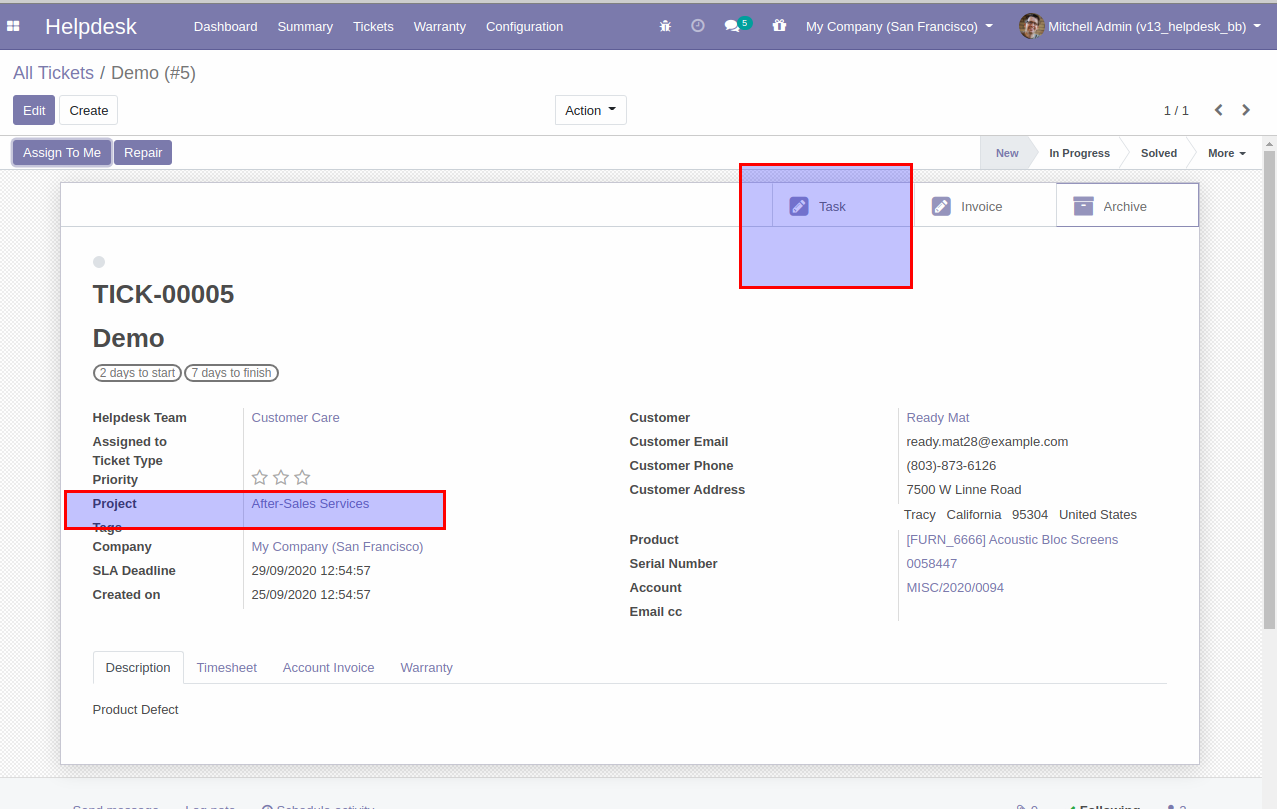 Helpdesk Dashboard Summary Tickets Warranty Configuration 5 My Company (San Francisco) Mitchell Admin (v13_helpdesk_bb)
All Tickets / Demo (#5)
Edit Create Action 1 / 1
Assign To Me Repair New In Progress Solved More
Task Invoice Archive
TICK-00005
Demo
2 days to start 7 days to finish
Helpdesk Team Customer Care
Assigned to
Ticket Type
Priority
Project After-Sales Services
Tags
Company My Company (San Francisco)
SLA Deadline 29/09/2020 12:54:57
Created on 25/09/2020 12:54:57
Customer Ready Mat
Customer Email ready.mat28@example.com
Customer Phone (803)-873-6126
Customer Address 7500 W Linne Road
Tracy California 95304 United States
Product [FURN_6666] Acoustic Bloc Screens
Serial Number 0058447
Account MISC/2020/0094
Email cc
Description Timesheet Account Invoice Warranty
Product Defect
Send message Log note Schedule activity 0 Following 2